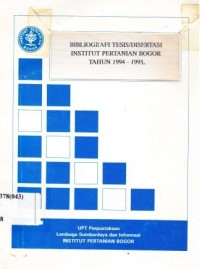 BIBLIOGRAFI TESIS/DISERTASI
INSTITUT PERTANIAN BOGOR
TAHUN 1994 - 1995.
378(043)
8
UPT Perpustakaan
Lembaga Sumberdaya dan Informasi
INSTITUT PERTANIAN BOGOR